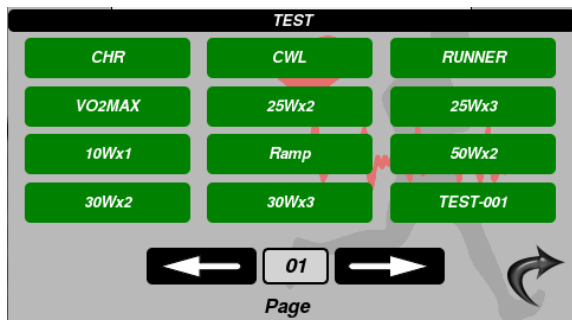 TEST
CHR CWL RUNNER
VO2MAX 25Wx2 25Wx3
10Wx1 Ramp 50Wx2
30Wx2 30Wx3 TEST-001
01
Page